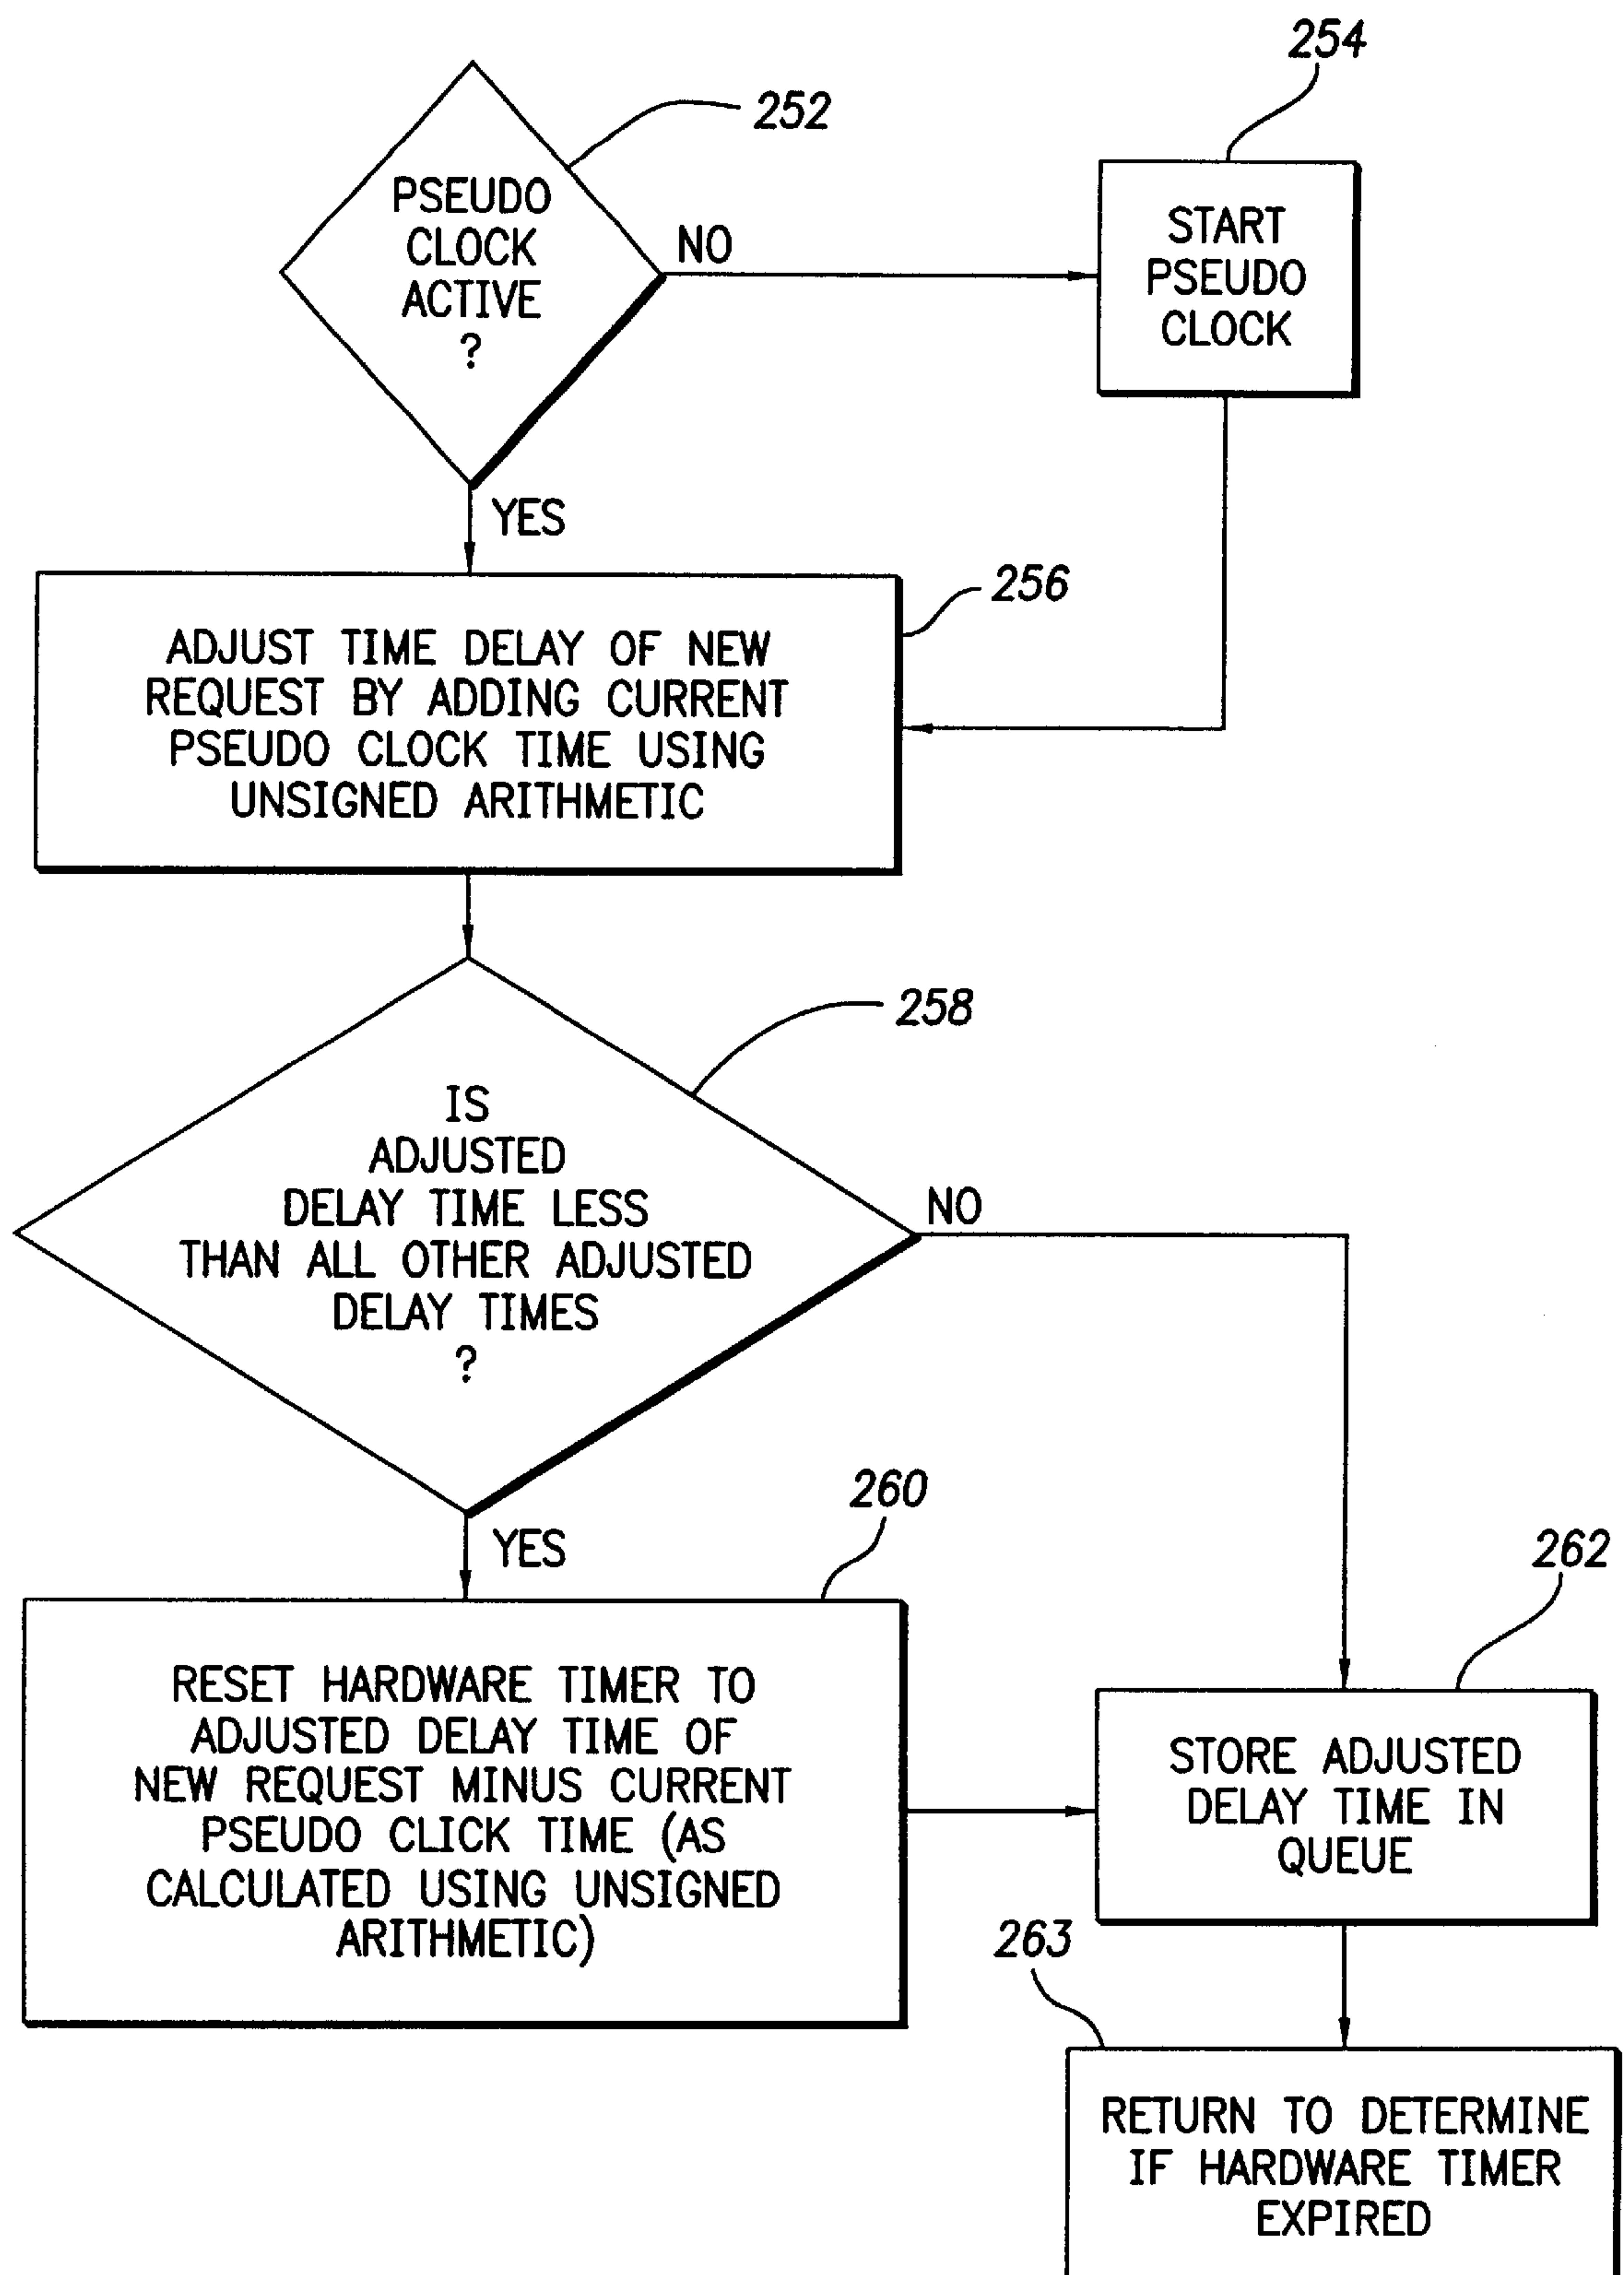 254
252
PSEUDO
CLOCK
ACTIVE
?
NO
START
PSEUDO
CLOCK
YES
256
ADJUST TIME DELAY OF NEW
REQUEST BY ADDING CURRENT
PSEUDO CLOCK TIME USING
UNSIGNED ARITHMETIC
258
IS
ADJUSTED
DELAY TIME LESS
THAN ALL OTHER ADJUSTED
DELAY TIMES
?
NO
YES
260
RESET HARDWARE TIMER TO
ADJUSTED DELAY TIME OF
NEW REQUEST MINUS CURRENT
PSEUDO CLICK TIME (AS
CALCULATED USING UNSIGNED
ARITHMETIC)
262
STORE ADJUSTED
DELAY TIME IN
QUEUE
263
RETURN TO DETERMINE
IF HARDWARE TIMER
EXPIRED